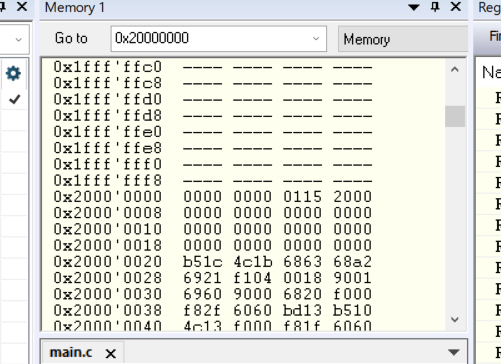 Memory 1
Reg
Go to 0x20000000 Memory
Fi
0x1fff'ffc0 ---- ---- ---- ----
Na
0x1fff'ffc8 ---- ---- ---- ----
0x1fff'ffd0 ---- ---- ---- ----
0x1fff'ffd8 ---- ---- ---- ----
0x1fff'ffe0 ---- ---- ---- ----
0x1fff'ffe8 ---- ---- ---- ----
0x1fff'fff0 ---- ---- ---- ----
0x1fff'fff8 ---- ---- ---- ----
0x2000'0000 0000 0000 0115 2000
0x2000'0008 0000 0000 0000 0000
0x2000'0010 0000 0000 0000 0000
0x2000'0018 0000 0000 0000 0000
0x2000'0020 b51c 4c1b 6863 68a2
0x2000'0028 6921 f104 0018 9001
0x2000'0030 6960 9000 6820 f000
0x2000'0038 f82f 6060 bd13 b510
0x2000'0040 4c13 f000 f81f 6060
main.c